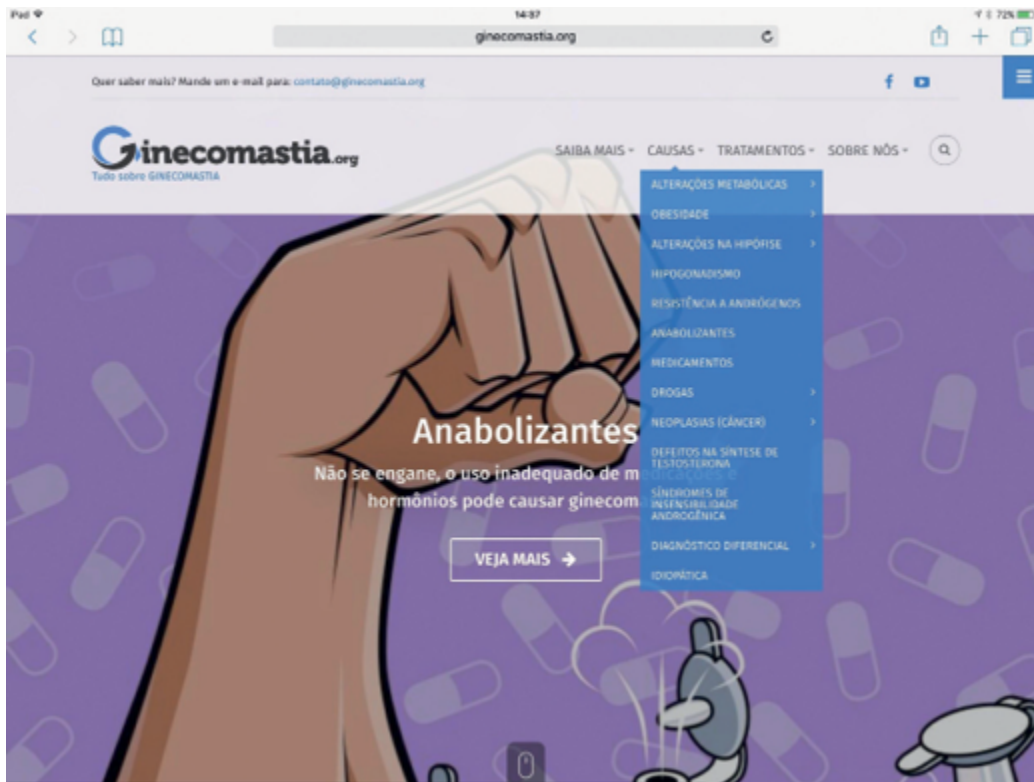 iPad
14:37
72%
ginecomastia.org
Quer saber mais? Mande um e-mail para: contato@ginecomastia.org
Ginecomastia.org
Tudo sobre GINECOMASTIA
SAIBA MAIS
CAUSAS
TRATAMENTOS
SOBRE NÓS
ALTERAÇÕES METABÓLICAS
OBESIDADE
ALTERAÇÕES NA HIPÓFISE
HIPOGONADISMO
RESISTÊNCIA A ANDRÓGENOS
ANABOLIZANTES
MEDICAMENTOS
DROGAS
NEOPLASIAS (CÂNCER)
DEFEITOS NA SÍNTESE DE
TESTOSTERONA
SÍNDROMES DE
INSENSIBILIDADE
ANDROGÊNICA
DIAGNÓSTICO DIFERENCIAL
IDIOPÁTICA
Anabolizantes
Não se engane, o uso inadequado de medicações e
hormônios pode causar ginecom
VEJA MAIS →